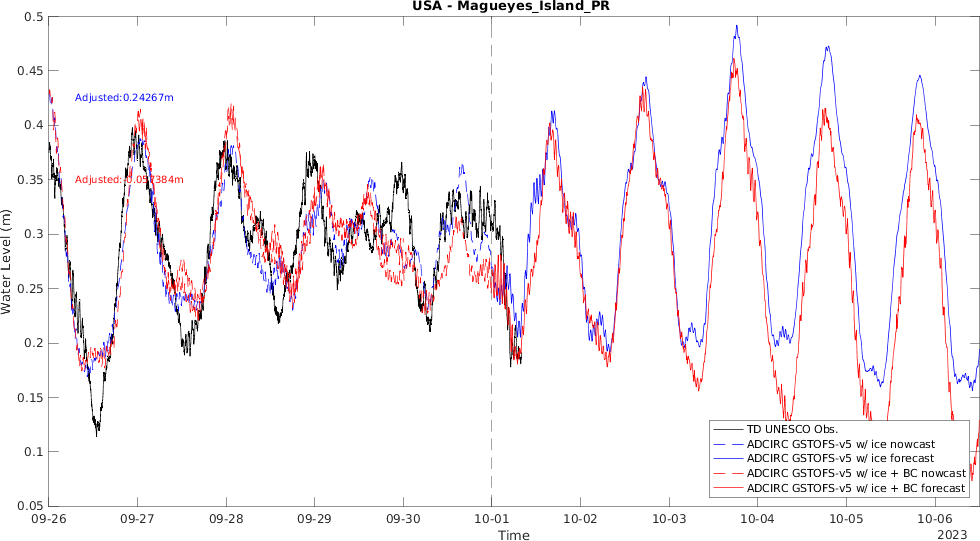 USA - Magueyes_Island_PR
0.5
0.45
Adjusted:0.24267m
0.4
0.35
0.3
Water Level (m)
0.25
0.2
0.15
0.1
0.05
TD UNESCO Obs.
ADCIRC GSTOFS-v5 w/ ice nowcast
ADCIRC GSTOFS-v5 w/ ice forecast
ADCIRC GSTOFS-v5 w/ ice + BC nowcast
ADCIRC GSTOFS-v5 w/ ice + BC forecast
09-26 09-27 09-28 09-29 09-30 10-01 10-02 10-03 10-04 10-05 10-06
Time
2023